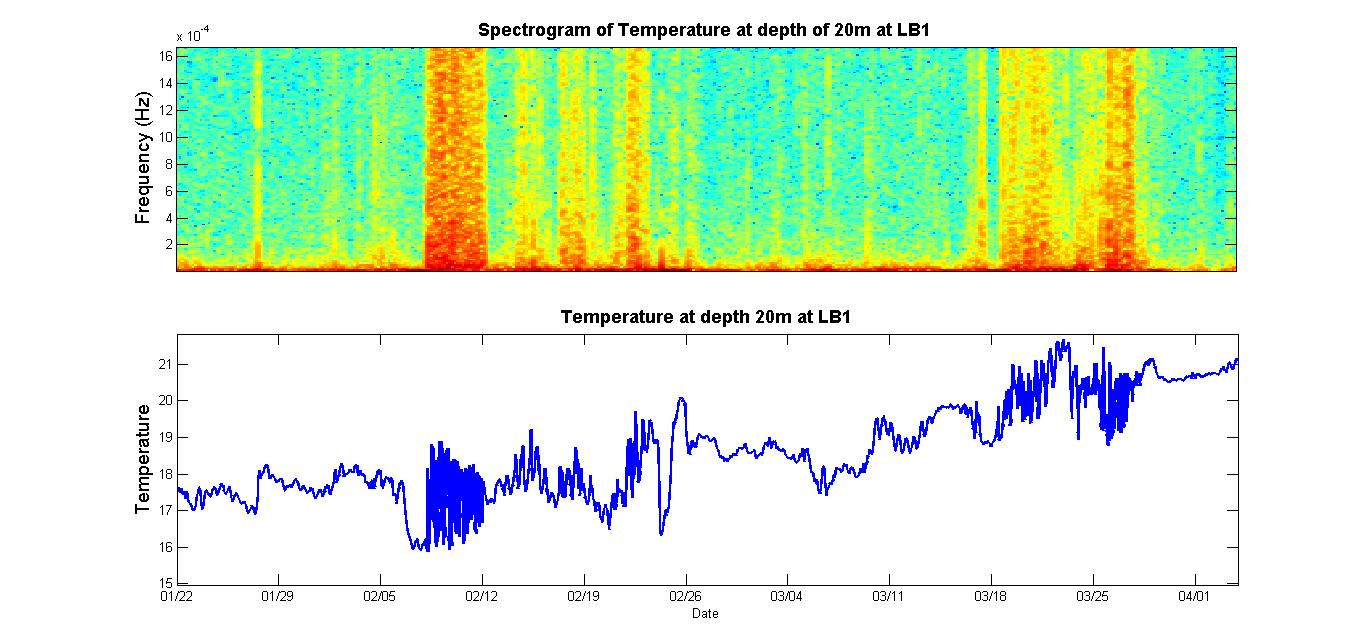 Spectrogram of Temperature at depth of 20m at LB1
x 10-4
16
14
12
10
8
6
4
2
Frequency (Hz)
Temperature at depth 20m at LB1
21
20
19
18
17
16
15
Temperature
01/22 01/29 02/05 02/12 02/19 02/26 03/04 03/11 03/18 03/25 04/01
Date